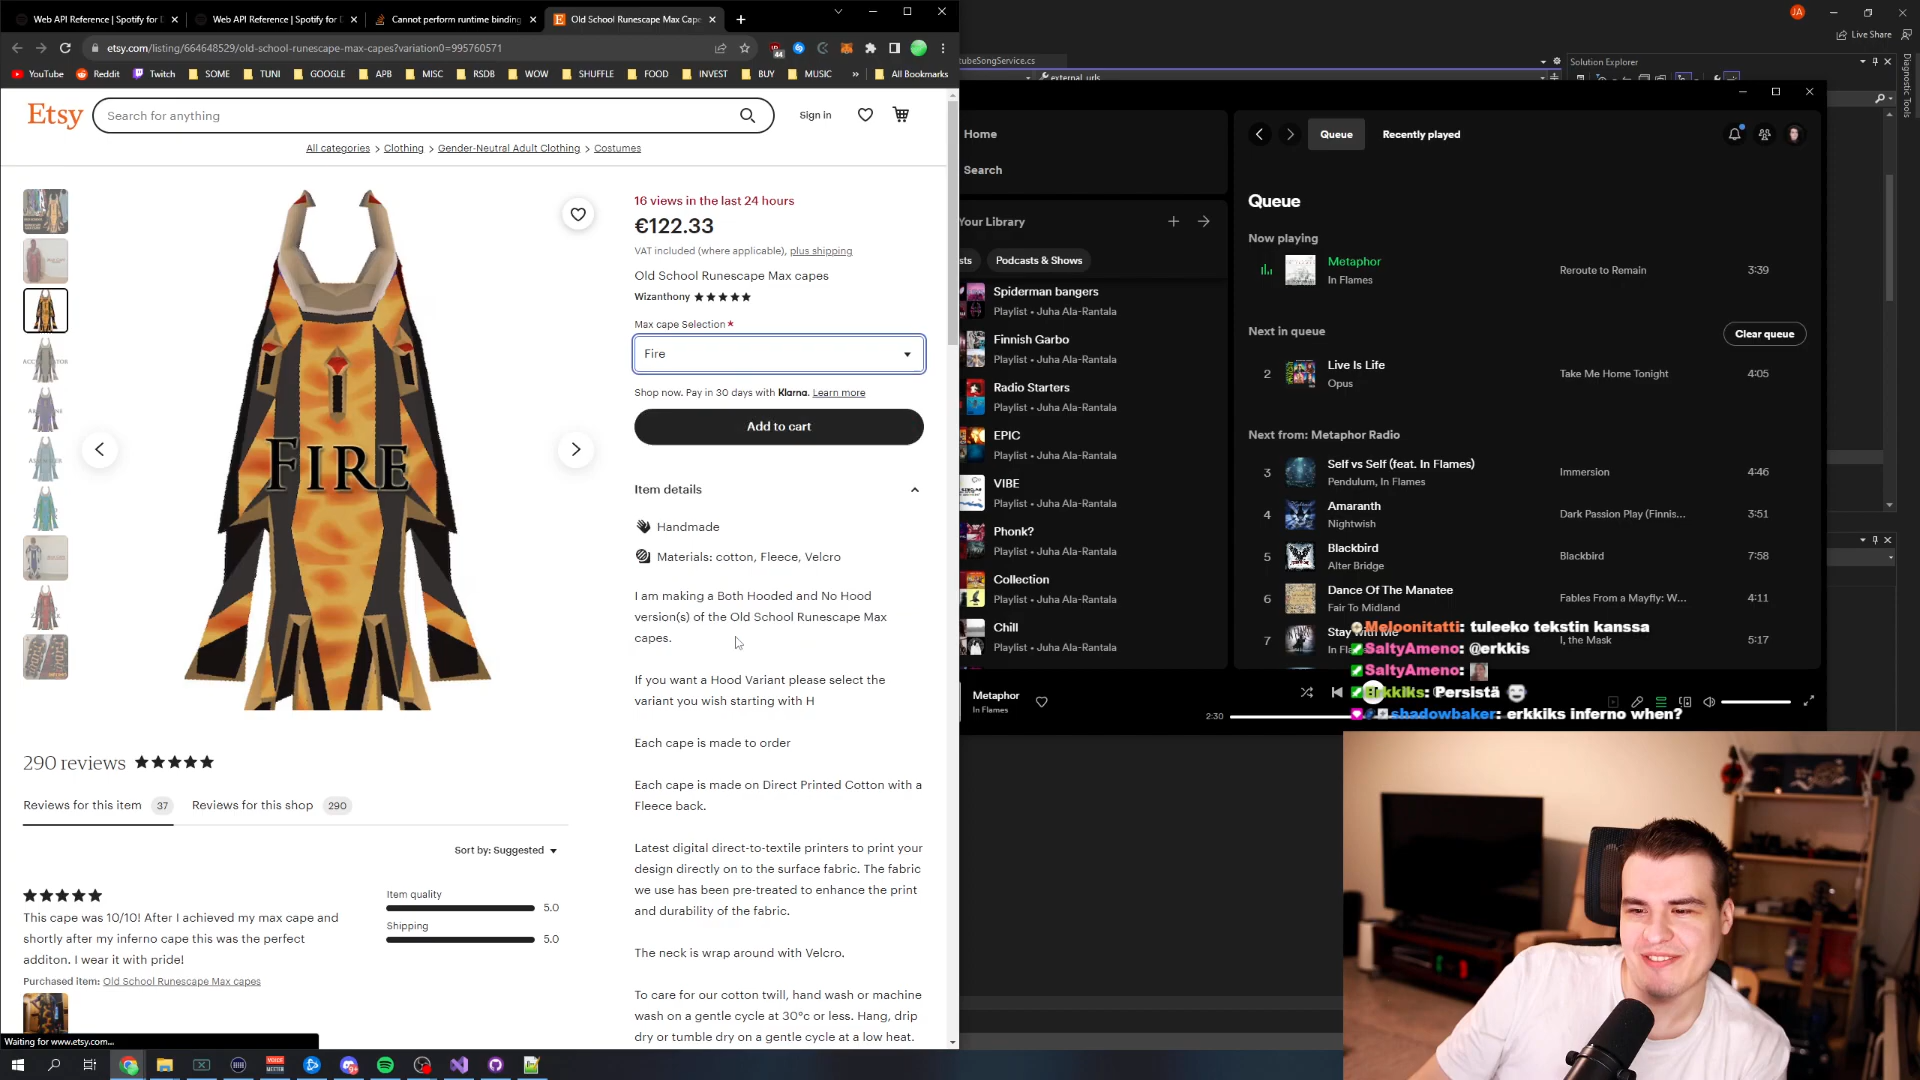 Web API Reference | Spotify for D
Web API Reference | Spotify for D
Cannot perform runtime binding
Old School Runescape Max Cape
etsy.com/listing/664648529/old-school-runescape-max-capes?variation0=995760571
YouTube Reddit Twitch SOME TUNI GOOGLE APB MISC RSDB WOW SHUFFLE FOOD INVEST BUY MUSIC » All Bookmarks
Etsy
Search for anything
Sign in
All categories > Clothing > Gender-Neutral Adult Clothing > Costumes
FIRE
16 views in the last 24 hours
€122.33
VAT included (where applicable), plus shipping
Old School Runescape Max capes
Wizanthony
Max cape Selection *
Fire
Shop now. Pay in 30 days with Klarna. Learn more
Add to cart
Item details
Handmade
Materials: cotton, Fleece, Velcro
I am making a Both Hooded and No Hood
version(s) of the Old School Runescape Max
capes.
If you want a Hood Variant please select the
variant you wish starting with H
Each cape is made to order
Each cape is made on Direct Printed Cotton with a
Fleece back.
Latest digital direct-to-textile printers to print your
design directly on to the surface fabric. The fabric
we use has been pre-treated to enhance the print
and durability of the fabric.
The neck is wrap around with Velcro.
To care for our cotton twill, hand wash or machine
wash on a gentle cycle at 30°c or less. Hang, drip
dry or tumble dry on a gentle cycle at a low heat.
290 reviews
Reviews for this item 37
Reviews for this shop 290
Sort by: Suggested
This cape was 10/10! After I achieved my max cape and
shortly after my inferno cape this was the perfect
additon. I wear it with pride!
Purchased item: Old School Runescape Max capes
Item quality
5.0
Shipping
5.0
Waiting for www.etsy.com...
JA
Live Share
tubeSongService.cs
external_urls
Solution Explorer
Diagnostic Tools
Home
Search
Your Library
sts
Podcasts & Shows
Spiderman bangers
Playlist • Juha Ala-Rantala
Finnish Garbo
Playlist • Juha Ala-Rantala
Radio Starters
Playlist • Juha Ala-Rantala
EPIC
Playlist • Juha Ala-Rantala
VIBE
Playlist • Juha Ala-Rantala
Phonk?
Playlist • Juha Ala-Rantala
Collection
Playlist • Juha Ala-Rantala
Chill
Playlist • Juha Ala-Rantala
Queue
Recently played
Queue
Now playing
Metaphor
In Flames
Reroute to Remain
3:39
Next in queue
Clear queue
2 Live Is Life
Opus
Take Me Home Tonight
4:05
Next from: Metaphor Radio
3 Self vs Self (feat. In Flames)
Pendulum, In Flames
Immersion
4:46
4 Amaranth
Nightwish
Dark Passion Play (Finnis...
3:51
5 Blackbird
Alter Bridge
Blackbird
7:58
6 Dance Of The Manatee
Fair To Midland
Fables From a Mayfly: W...
4:11
7 Stay With Me
I, the Mask
5:17
Metaphor
In Flames
2:30
Meloonitatti: tuleeko tekstin kanssa
SaltyAmeno: @erkkis
SaltyAmeno:
Erkkiks: Persistä
shadowbaker: erkkiks inferno when?